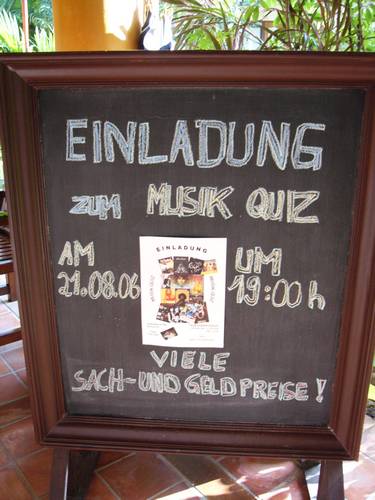 EINLADUNG
ZUM MUSIK QUIZ
AM
21.08.06
EINLADUNG
UM
19:00 h
VIELE
SACH- UND GELDPREISE!